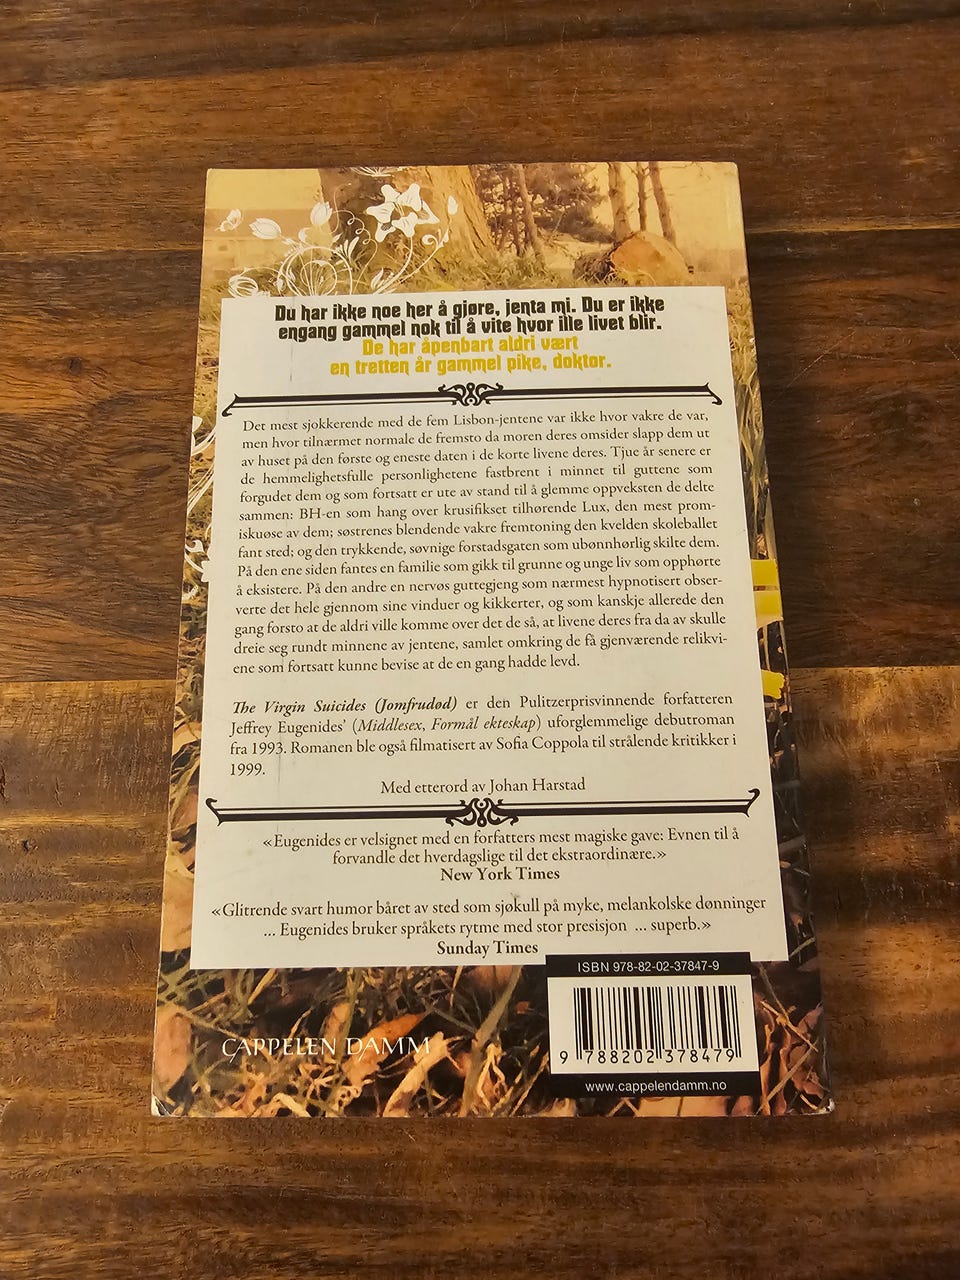 Du har ikke noe her å gjøre, jenta mi. Du er ikke
engang gammel nok til å vite hvor ille livet blir.
De har åpenbart aldri vært
en tretten år gammel pike, doktor.
Det mest sjokkerende med de fem Lisbon-jentene var ikke hvor vakre de var,
men hvor tilnærmet normale de fremsto da moren deres omsider slapp dem ut
av huset på den første og eneste daten i de korte livene deres. Tjue år senere er
de hemmelighetsfulle personlighetene fastbrent i minnet til guttene som
forgudet dem og som fortsatt er ute av stand til å glemme oppveksten de delte
sammen: BH-en som hang over krusifikset tilhørende Lux, den mest prom-
iskuøse av dem; søstrenes blendende vakre fremtoning den kvelden skoleballet
fant sted; og den trykkende, søvnige forstadsgaten som ubønnhørlig skilte dem.
På den ene siden fantes en familie som gikk til grunne og unge liv som opphørte
å eksistere. På den andre en nervøs guttegjeng som nærmest hypnotisert obser-
verte det hele gjennom sine vinduer og kikkerter, og som kanskje allerede den
gang forsto at de aldri ville komme over det de så, at livene deres fra da av skulle
dreie seg rundt minnene av jentene, samlet omkring de få gjenværende relikvi-
ene som fortsatt kunne bevise at de en gang hadde levd.
The Virgin Suicides (Jomfrudød) er den Pulitzerprisvinnende forfatteren
Jeffrey Eugenides' (Middlesex, Formål ekteskap) uforglemmelige debutroman
fra 1993. Romanen ble også filmatisert av Sofia Coppola til strålende kritikker i
1999.
Med etterord av Johan Harstad
«Eugenides er velsignet med en forfatters mest magiske gave: Evnen til å
forvandle det hverdagslige til det ekstraordinære.»
New York Times
«Glitrende svart humor båret av sted som sjøkull på myke, melankolske dønninger
... Eugenides bruker språkets rytme med stor presisjon ... superb.»
Sunday Times
ISBN 978-82-02-37847-9
9 788202 378479
www.cappelendamm.no
CAPPELEN DAMM